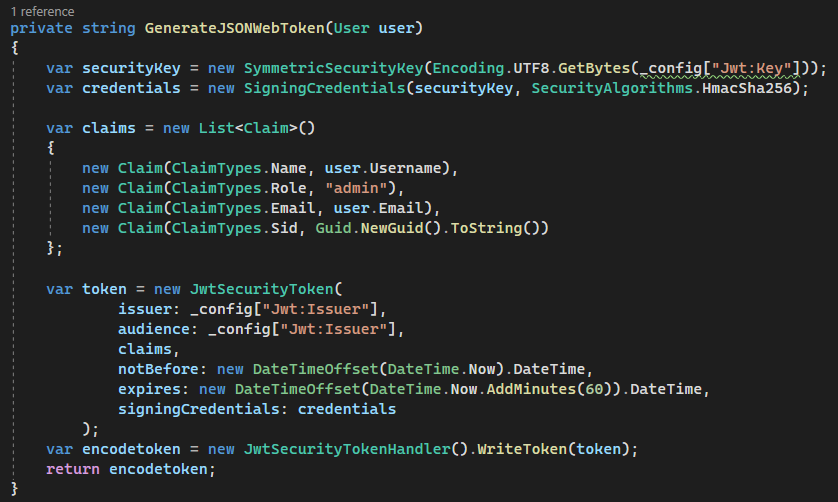 1 reference
private string GenerateJSONWebToken(User user)
{
    var securityKey = new SymmetricSecurityKey(Encoding.UTF8.GetBytes(_config["Jwt:Key"]));
    var credentials = new SigningCredentials(securityKey, SecurityAlgorithms.HmacSha256);

    var claims = new List<Claim>()
    {
        new Claim(ClaimTypes.Name, user.Username),
        new Claim(ClaimTypes.Role, "admin"),
        new Claim(ClaimTypes.Email, user.Email),
        new Claim(ClaimTypes.Sid, Guid.NewGuid().ToString())
    };

    var token = new JwtSecurityToken(
            issuer: _config["Jwt:Issuer"],
            audience: _config["Jwt:Issuer"],
            claims,
            notBefore: new DateTimeOffset(DateTime.Now).DateTime,
            expires: new DateTimeOffset(DateTime.Now.AddMinutes(60)).DateTime,
            signingCredentials: credentials
        );
    var encodetoken = new JwtSecurityTokenHandler().WriteToken(token);
    return encodetoken;
}